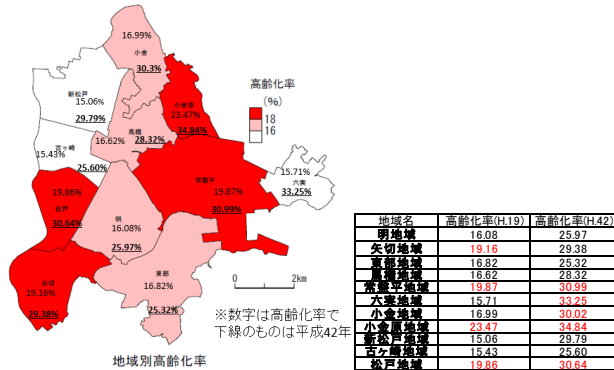 16.99%
小金
30.3%
新松戸
15.06%
29.79%
小金原
23.47%
34.84%
高齢化率
(%)
18
16
馬橋
16.62%
28.32%
古ヶ崎
15.43%
25.60%
常盤平
19.87%
30.99%
15.71%
六実
33.25%
19.86%
松戸
30.64%
明
16.08%
25.97%
矢切
19.16%
29.38%
東部
16.82%
25.32%
0 2km
※数字は高齢化率で
下線のものは平成42年
地域別高齢化率
地域名 高齢化率(H.19) 高齢化率(H.42)
明地域 16.08 25.97
矢切地域 19.16 29.38
東部地域 16.82 25.32
馬橋地域 16.62 28.32
常盤平地域 19.87 30.99
六実地域 15.71 33.25
小金地域 16.99 30.02
小金原地域 23.47 34.84
新松戸地域 15.06 29.79
古ヶ崎地域 15.43 25.60
松戸地域 19.86 30.64